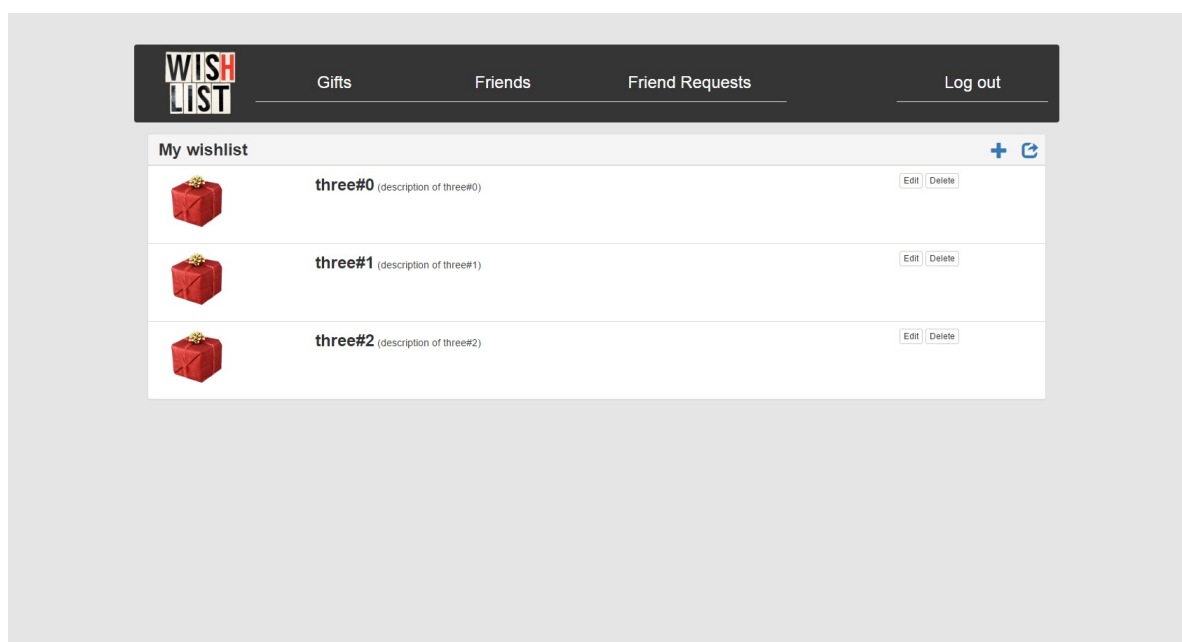 WISH
LIST
Gifts Friends Friend Requests Log out
My wishlist
three#0 (description of three#0) Edit Delete
three#1 (description of three#1) Edit Delete
three#2 (description of three#2) Edit Delete